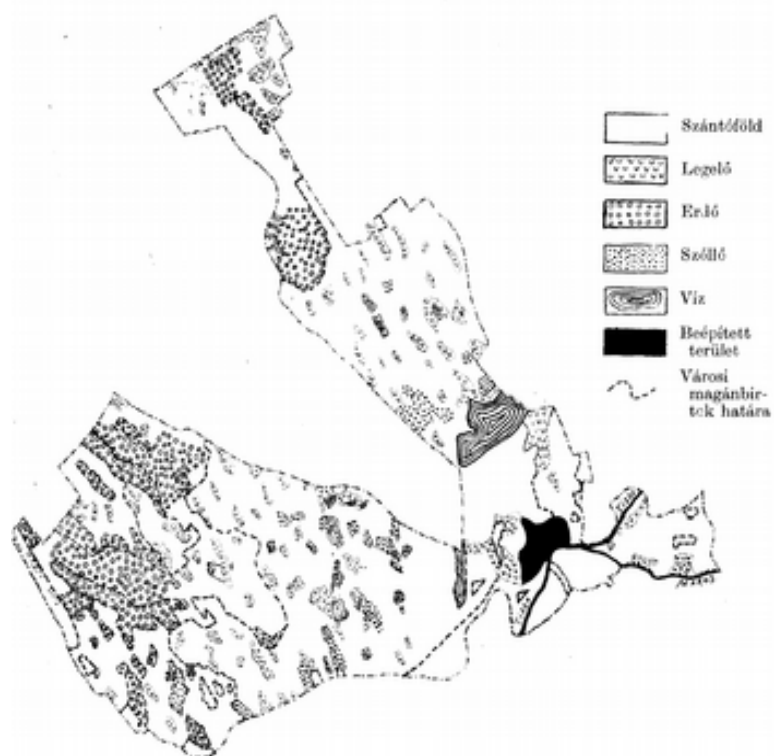 Szántóföld
Legelő
Erdő
Szőllő
Víz
Beépített
terület
Városi
magánbir-
tok határa